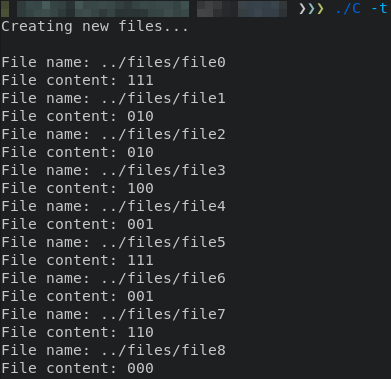 ❯❯❯ ./C -t
Creating new files...
File name: ../files/file0
File content: 111
File name: ../files/file1
File content: 010
File name: ../files/file2
File content: 010
File name: ../files/file3
File content: 100
File name: ../files/file4
File content: 001
File name: ../files/file5
File content: 111
File name: ../files/file6
File content: 001
File name: ../files/file7
File content: 110
File name: ../files/file8
File content: 000